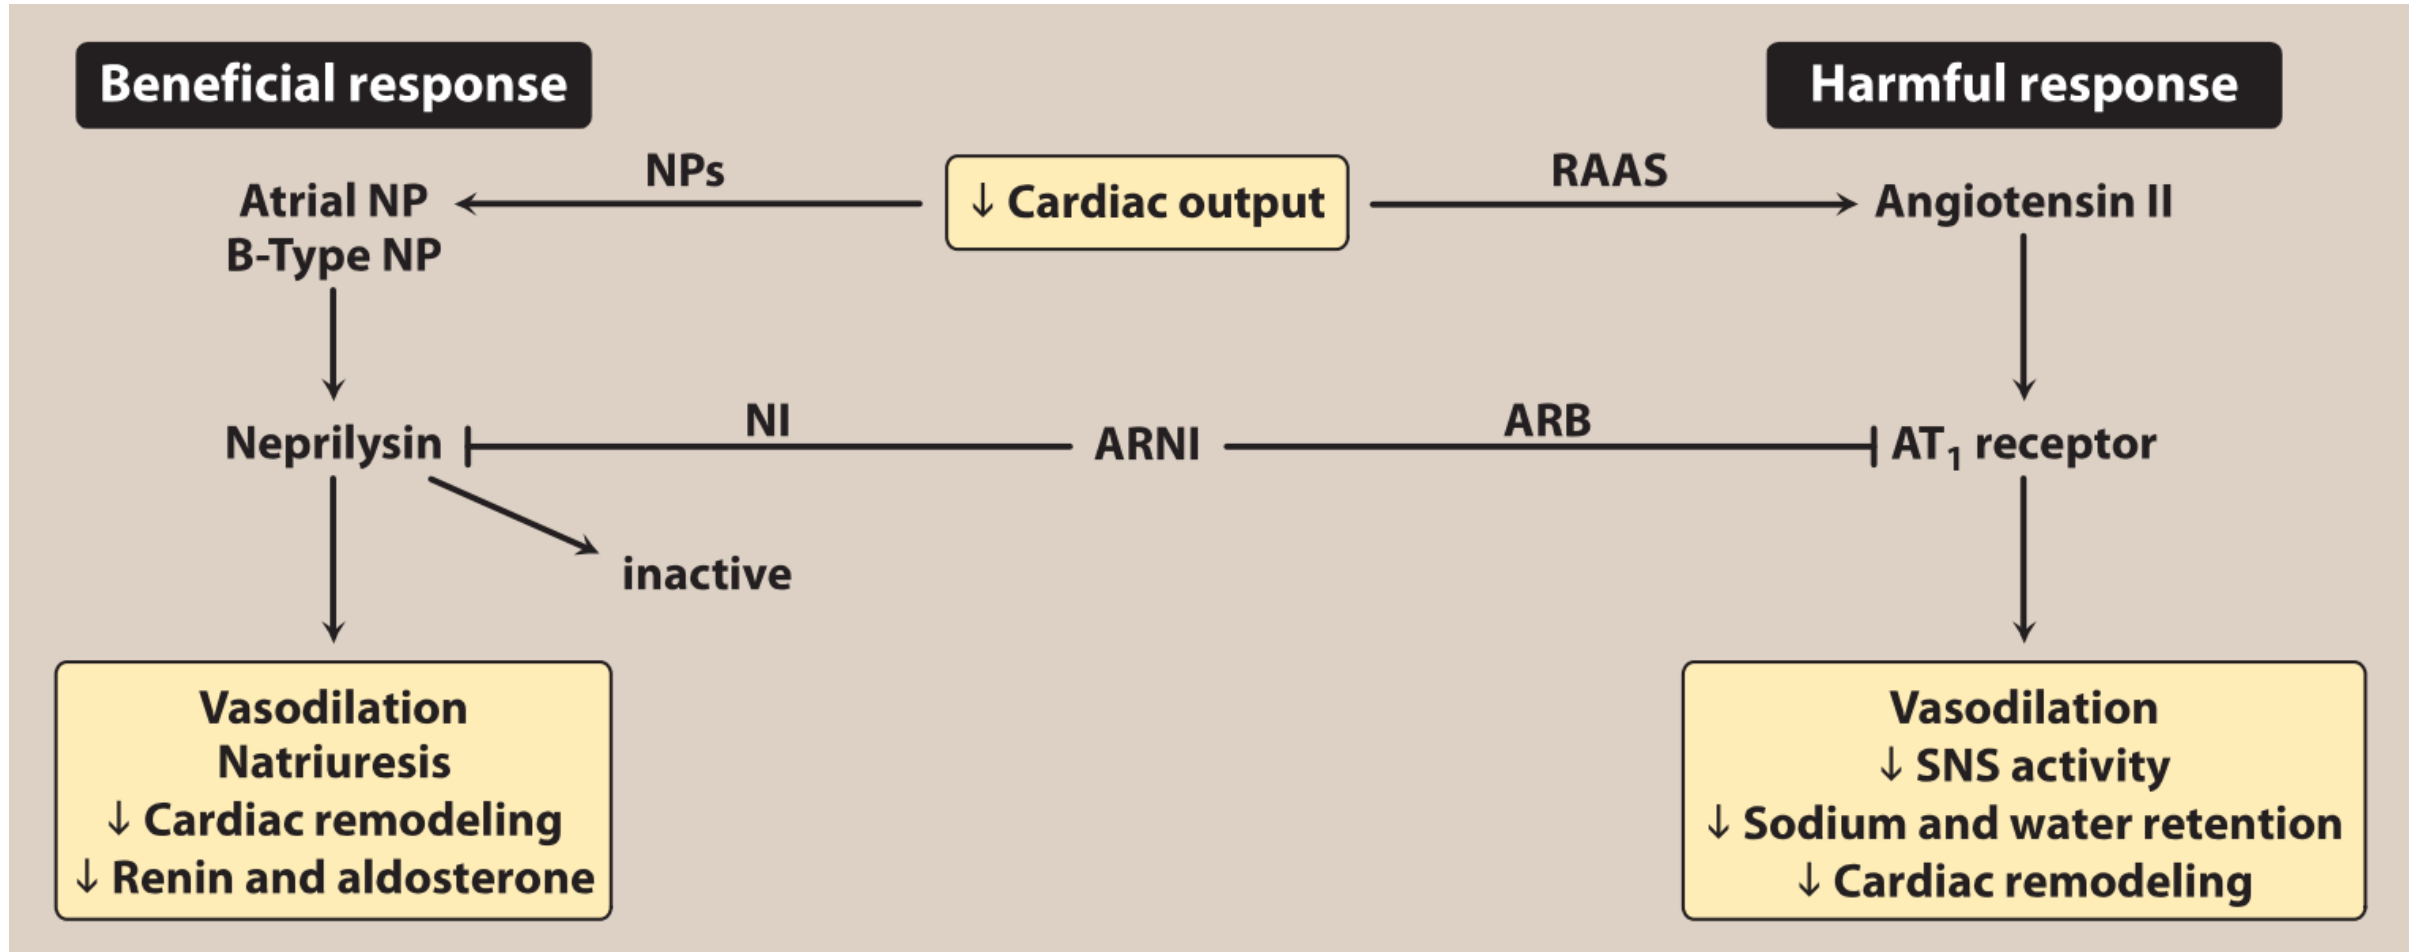 Beneficial response
Harmful response
NPs
RAAS
Atrial NP
B-Type NP
↓ Cardiac output
Angiotensin II
NI
ARB
Neprilysin
ARNI
AT₁ receptor
inactive
Vasodilation
Natriuresis
↓ Cardiac remodeling
↓ Renin and aldosterone
Vasodilation
↓ SNS activity
↓ Sodium and water retention
↓ Cardiac remodeling